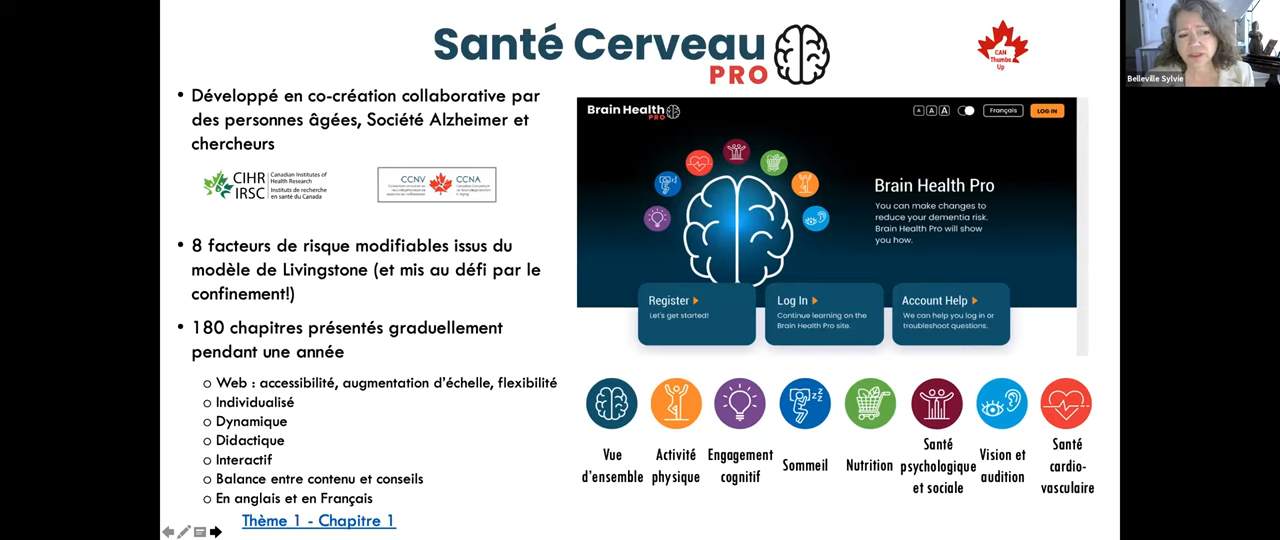 Santé Cerveau
PRO
CAN
Thumbs
Up
Belleville Sylvie
• Développé en co-création collaborative par
des personnes âgées, Société Alzheimer et
chercheurs
CIHR
IRSC
Canadian Institutes of
Health Research
Instituts de recherche
en santé du Canada
CCNV
CCNA
• 8 facteurs de risque modifiables issus du
modèle de Livingstone (et mis au défi par le
confinement!)
• 180 chapitres présentés graduellement
pendant une année
o Web : accessibilité, augmentation d'échelle, flexibilité
o Individualisé
o Dynamique
o Didactique
o Interactif
o Balance entre contenu et conseils
o En anglais et en Français
Thème 1 - Chapitre 1
Brain Health
PRO
A A A
Français
LOG IN
Brain Health Pro
You can make changes to
reduce your dementia risk.
Brain Health Pro will show
you how.
Register
Let's get started!
Log In
Continue learning on the
Brain Health Pro site.
Account Help
We can help you log in or
troubleshoot questions.
Vue
d'ensemble
Activité
physique
Engagement
cognitif
Sommeil
Nutrition
Santé
psychologique
et sociale
Vision et
audition
Santé
cardio-
vasculaire